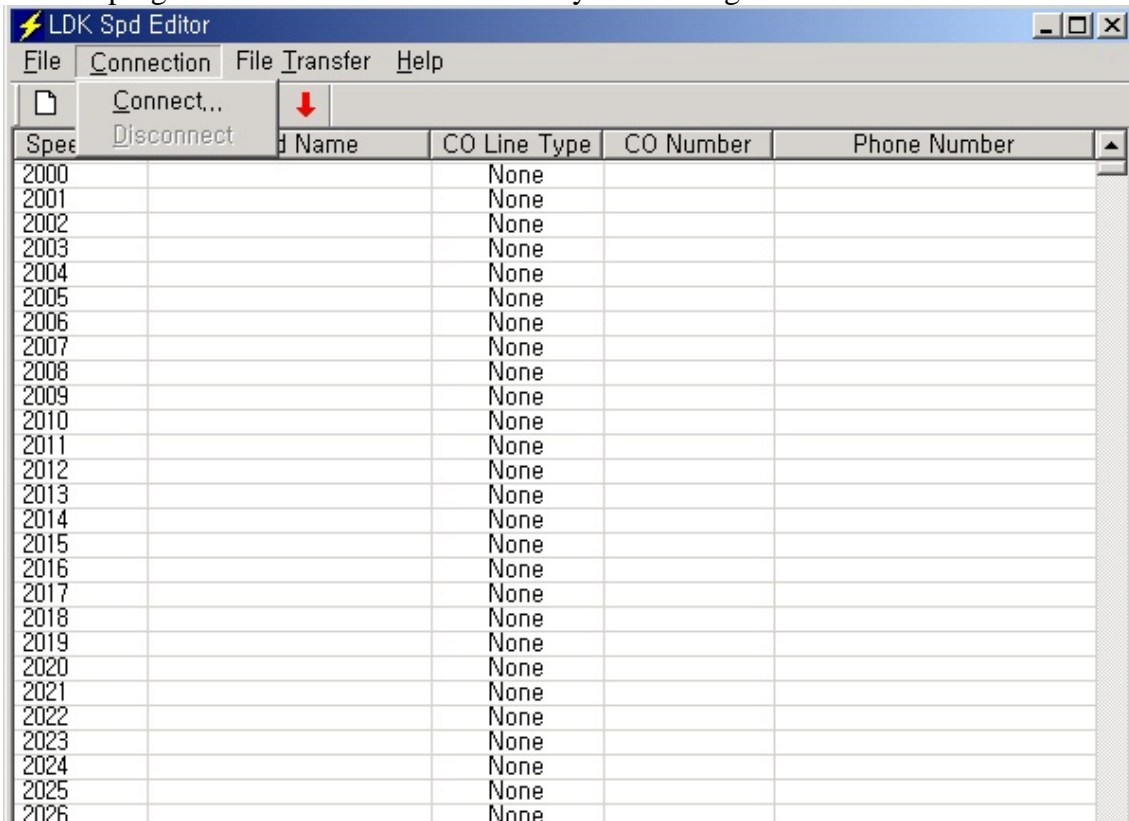 LDK Spd Editor
File Connection File Transfer Help
Connect...
Disconnect
Spee d Name CO Line Type CO Number Phone Number
2000 None
2001 None
2002 None
2003 None
2004 None
2005 None
2006 None
2007 None
2008 None
2009 None
2010 None
2011 None
2012 None
2013 None
2014 None
2015 None
2016 None
2017 None
2018 None
2019 None
2020 None
2021 None
2022 None
2023 None
2024 None
2025 None
2026 None